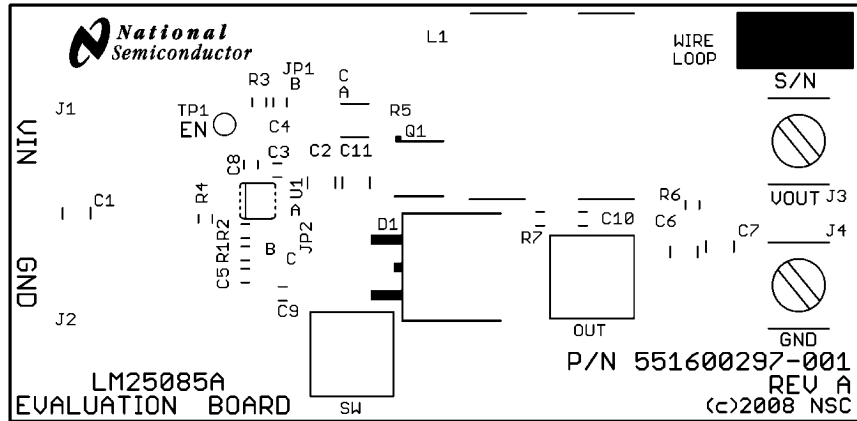 National
Semiconductor
L1
WIRE
LOOP
S/N
JP1
R3
B
C
A
J1
TP1
EN
C4
R5
Q1
VIN
C8
C3
C2
C11
R4
U1
A
C1
R6
VOUT
J3
R2
R1
C5
B
C
JP2
D1
R7
C10
C6
C7
J4
GND
C9
J2
OUT
GND
P/N 551600297-001
LM25085A
REV A
EVALUATION BOARD
SW
(c)2008 NSC